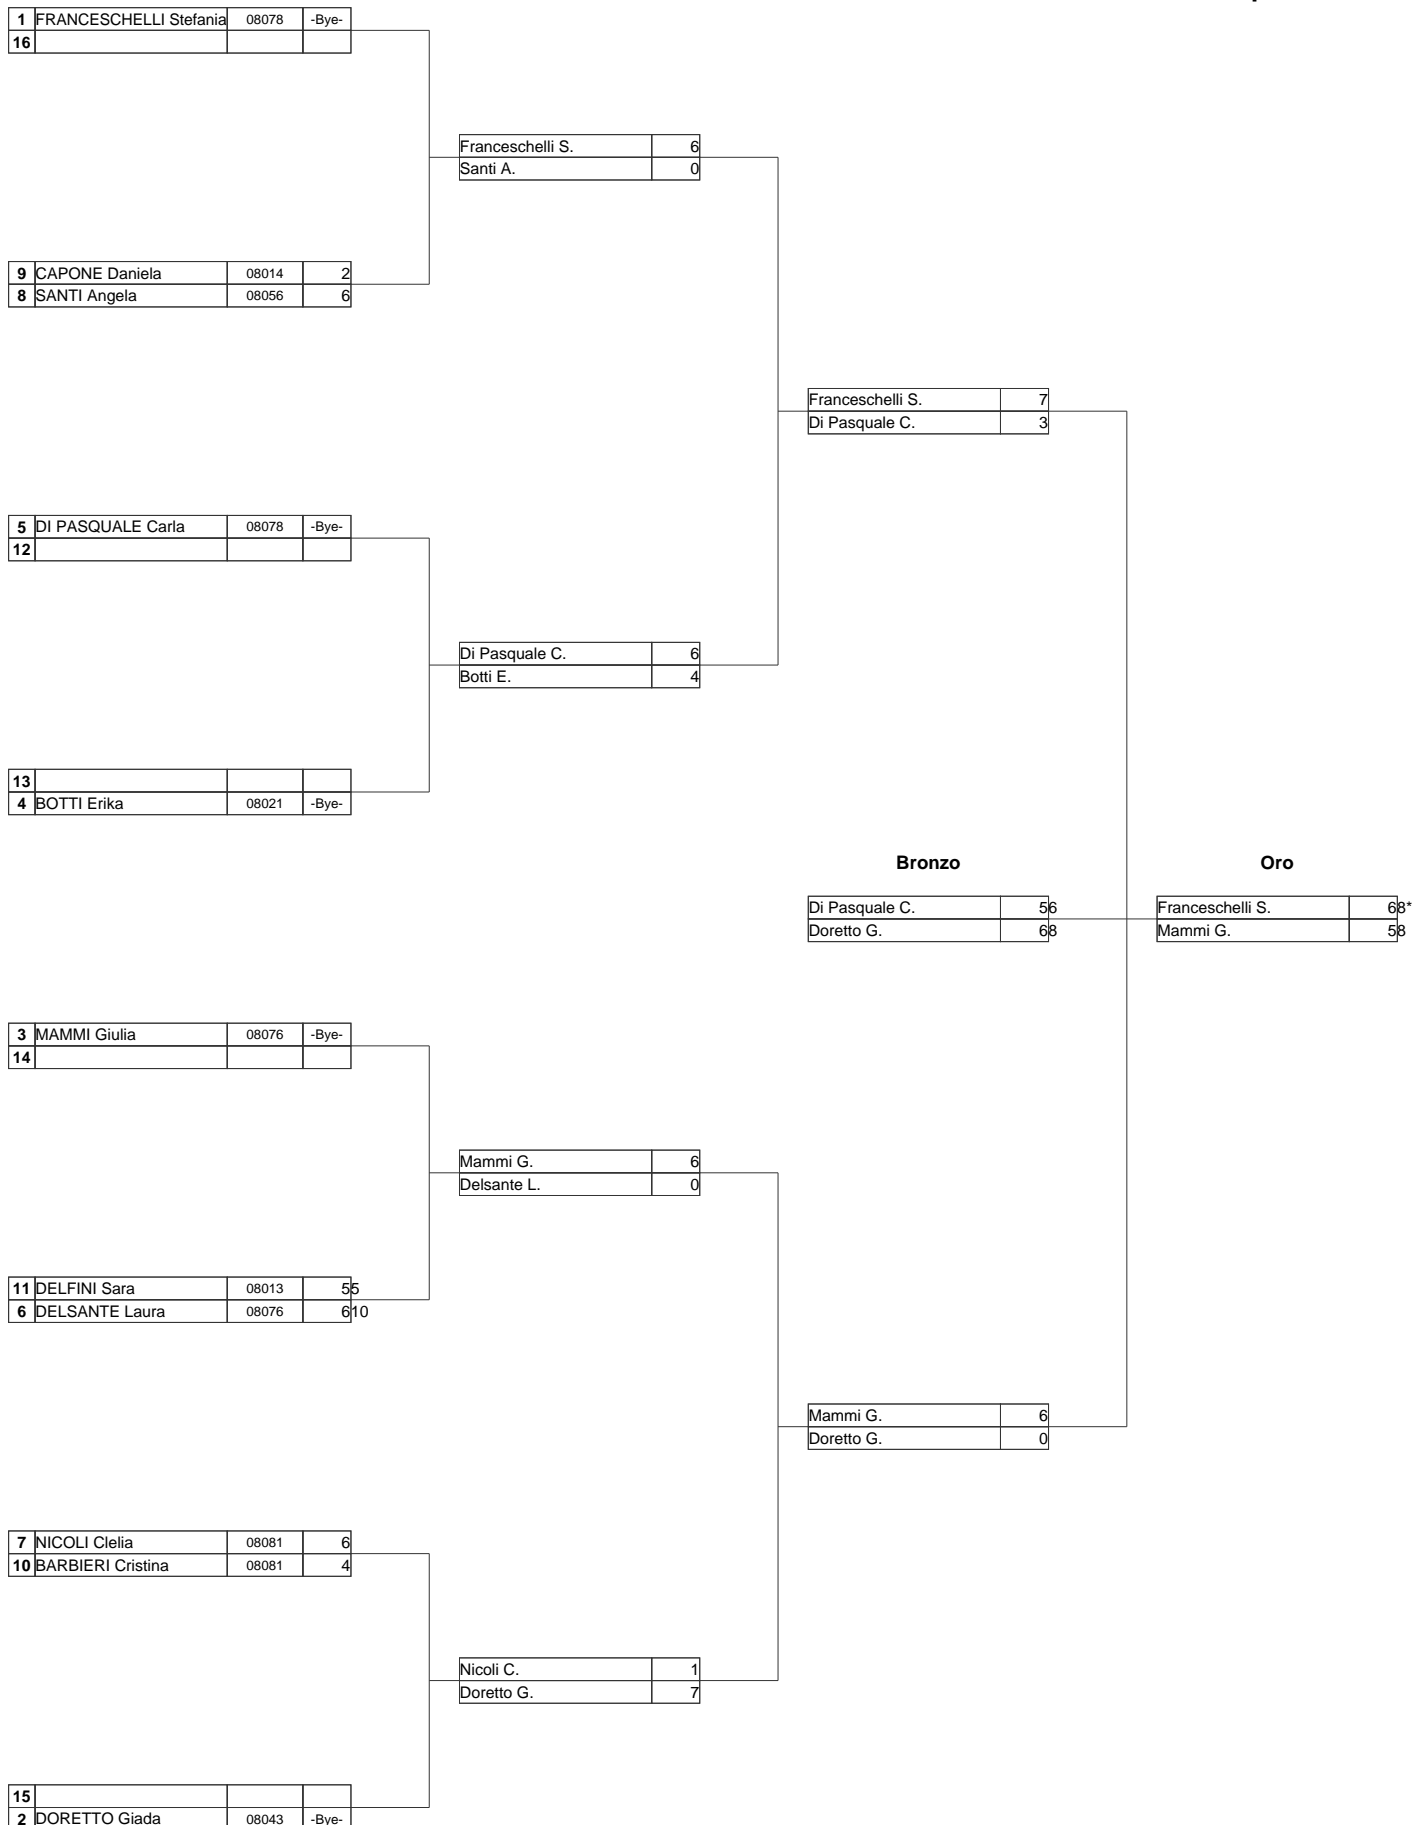 1 FRANCESCHELLI Stefania 08078 -Bye-
16
Franceschelli S. 6
Santi A. 0
9 CAPONE Daniela 08014 2
8 SANTI Angela 08056 6
Franceschelli S. 7
Di Pasquale C. 3
5 DI PASQUALE Carla 08078 -Bye-
12
Di Pasquale C. 6
Botti E. 4
13
4 BOTTI Erika 08021 -Bye-
Bronzo Oro
Di Pasquale C. 56 Franceschelli S. 68*
Doretto G. 68 Mammi G. 58
3 MAMMI Giulia 08076 -Bye-
14
Mammi G. 6
Delsante L. 0
11 DELFINI Sara 08013 55
6 DELSANTE Laura 08076 610
Mammi G. 6
Doretto G. 0
7 NICOLI Clelia 08081 6
10 BARBIERI Cristina 08081 4
Nicoli C. 1
Doretto G. 7
15
2 DORETTO Giada 08043 -Bye-